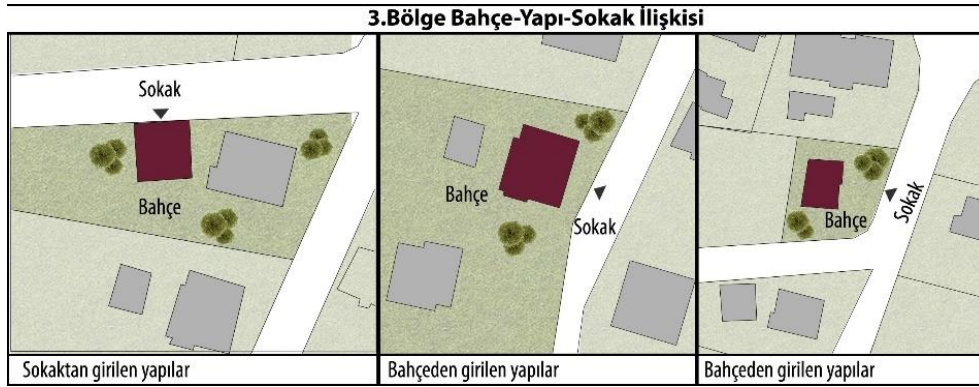 3.Bölge Bahçe-Yapı-Sokak İlişkisi
Sokak
Bahçe
Sokaktan girilen yapılar
Bahçe
Sokak
Bahçeden girilen yapılar
Bahçe
Sokak
Bahçeden girilen yapılar